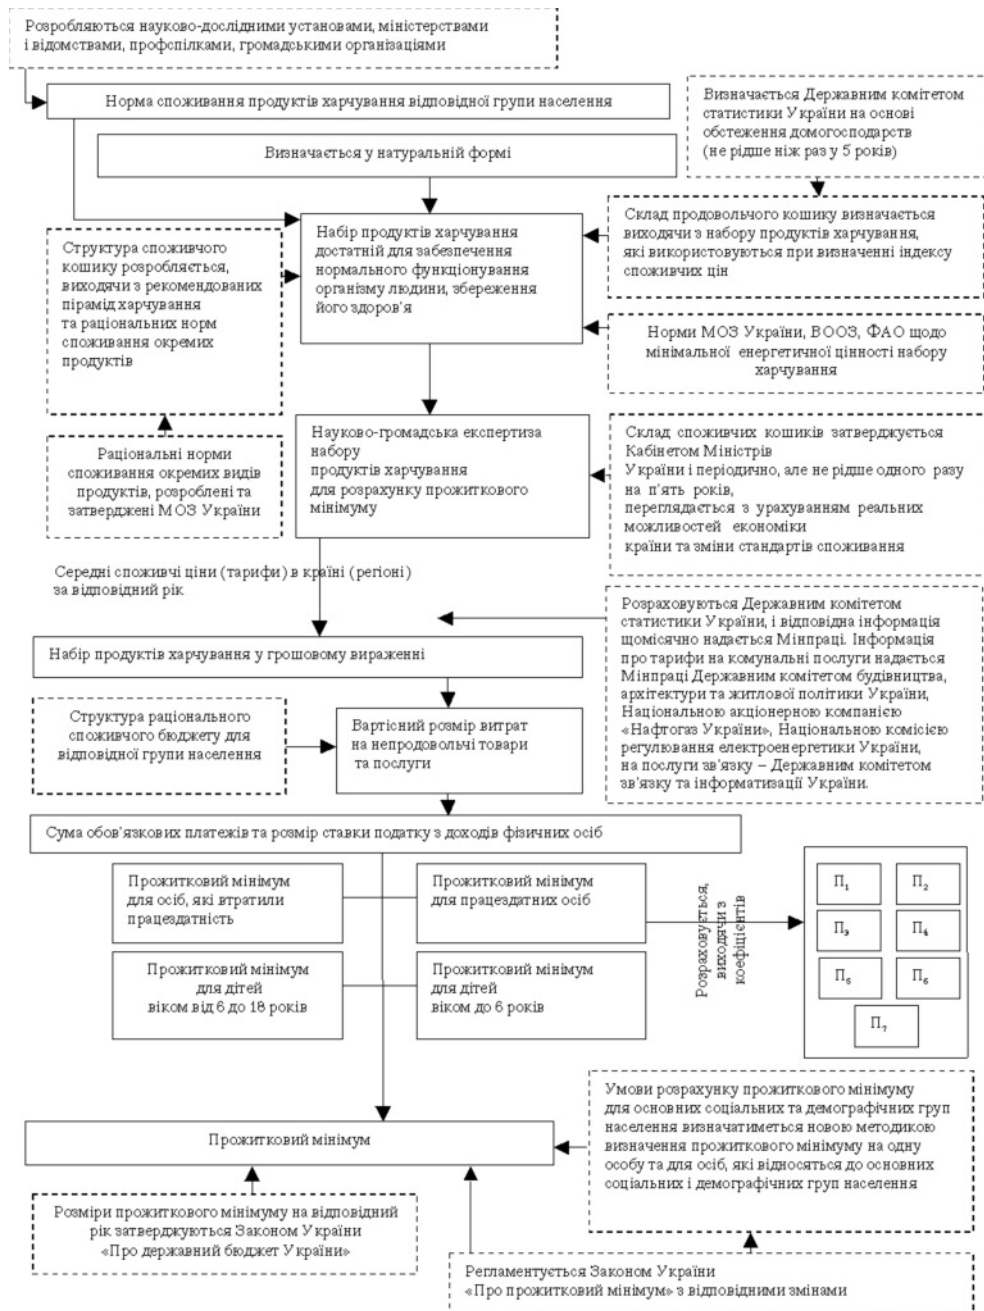 Розробляються науково-дослідними установами, міністерствами
і відомствами, профспілками, громадськими організаціями
Норма споживання продуктів харчування відповідної групи населення
Визначається у натуральній формі
Визначається Державним комітетом
статистики України на основі
обстеження домогосподарств
(не рідше ніж раз у 5 років)
Структура споживчого
кошику розробляється,
виходячи з рекомендованих
пірамід харчування
та раціональних норм
споживання окремих
продуктів
Набір продуктів харчування
достатній для забезпечення
нормального функціонування
організму людини, збереження
його здоров'я
Склад продовольчого кошику визначається
виходячи з набору продуктів харчування,
які використовуються при визначенні індексу
споживчих цін
Норми МОЗ України, ВООЗ, ФАО щодо
мінімальної енергетичної цінності набору
харчування
Раціональні норми
споживання окремих видів
продуктів, розроблені та
затверджені МОЗ України
Науково-громадська експертиза
набору
продуктів харчування
для розрахунку прожиткового
мінімуму
Склад споживчих кошиків затверджується
Кабінетом Міністрів
України і періодично, але не рідше одного разу
на п'ять років,
переглядається з урахуванням реальних
можливостей економіки
країни та зміни стандартів споживання
Середні споживчі ціни (тарифи) в країні (регіоні)
за відповідний рік
Розраховуються Державним комітетом
статистики України, і відповідна інформація
щомісячно надається Мінпраці. Інформація
про тарифи на комунальні послуги надається
Мінпраці Державним комітетом будівництва,
архітектури та житлової політики України,
Національною акціонерною компанією
«Нафтогаз України», Національною комісією
регулювання електроенергетики України,
на послуги зв'язку – Державним комітетом
зв'язку та інформатизації України.
Набір продуктів харчування у грошовому вираженні
Структура раціонального
споживчого бюджету для
відповідної групи населення
Вартісний розмір витрат
на непродовольчі товари
та послуги
Сума обов'язкових платежів та розмір ставки податку з доходів фізичних осіб
Прожитковий мінімум
для осіб, які втратили
працездатність
Прожитковий мінімум
для працездатних осіб
Прожитковий мінімум
для дітей
віком від 6 до 18 років
Прожитковий мінімум
для дітей
віком до 6 років
Розраховується,
виходячи з
коефіцієнтів
П₁
П₂
П₃
П₄
П₅
П₆
П₇
Умови розрахунку прожиткового мінімуму
для основних соціальних та демографічних груп
населення визначатиметься новою методикою
визначення прожиткового мінімуму на одну
особу та для осіб, які відносяться до основних
соціальних і демографічних груп населення
Прожитковий мінімум
Розміри прожиткового мінімуму на відповідний
рік затверджуються Законом України
«Про державний бюджет України»
Регламентується Законом України
«Про прожитковий мінімум» з відповідними змінами